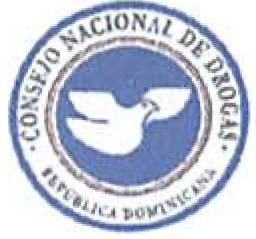 · CONSEJO NACIONAL DE DROGAS ·
REPUBLICA DOMINICANA